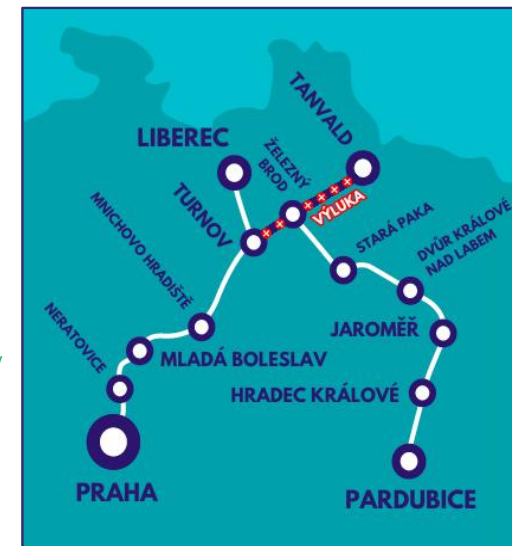 TANVALD
LIBEREC
ŽELEZNÝ
BROD
TURNOV
VÝLUKA
MNICHOVO HRADIŠTĚ
STARÁ PAKA
DVŮR KRÁLOVÉ
NAD LABEM
NERATOVICE
JAROMĚŘ
MLADÁ BOLESLAV
HRADEC KRÁLOVÉ
PRAHA
PARDUBICE